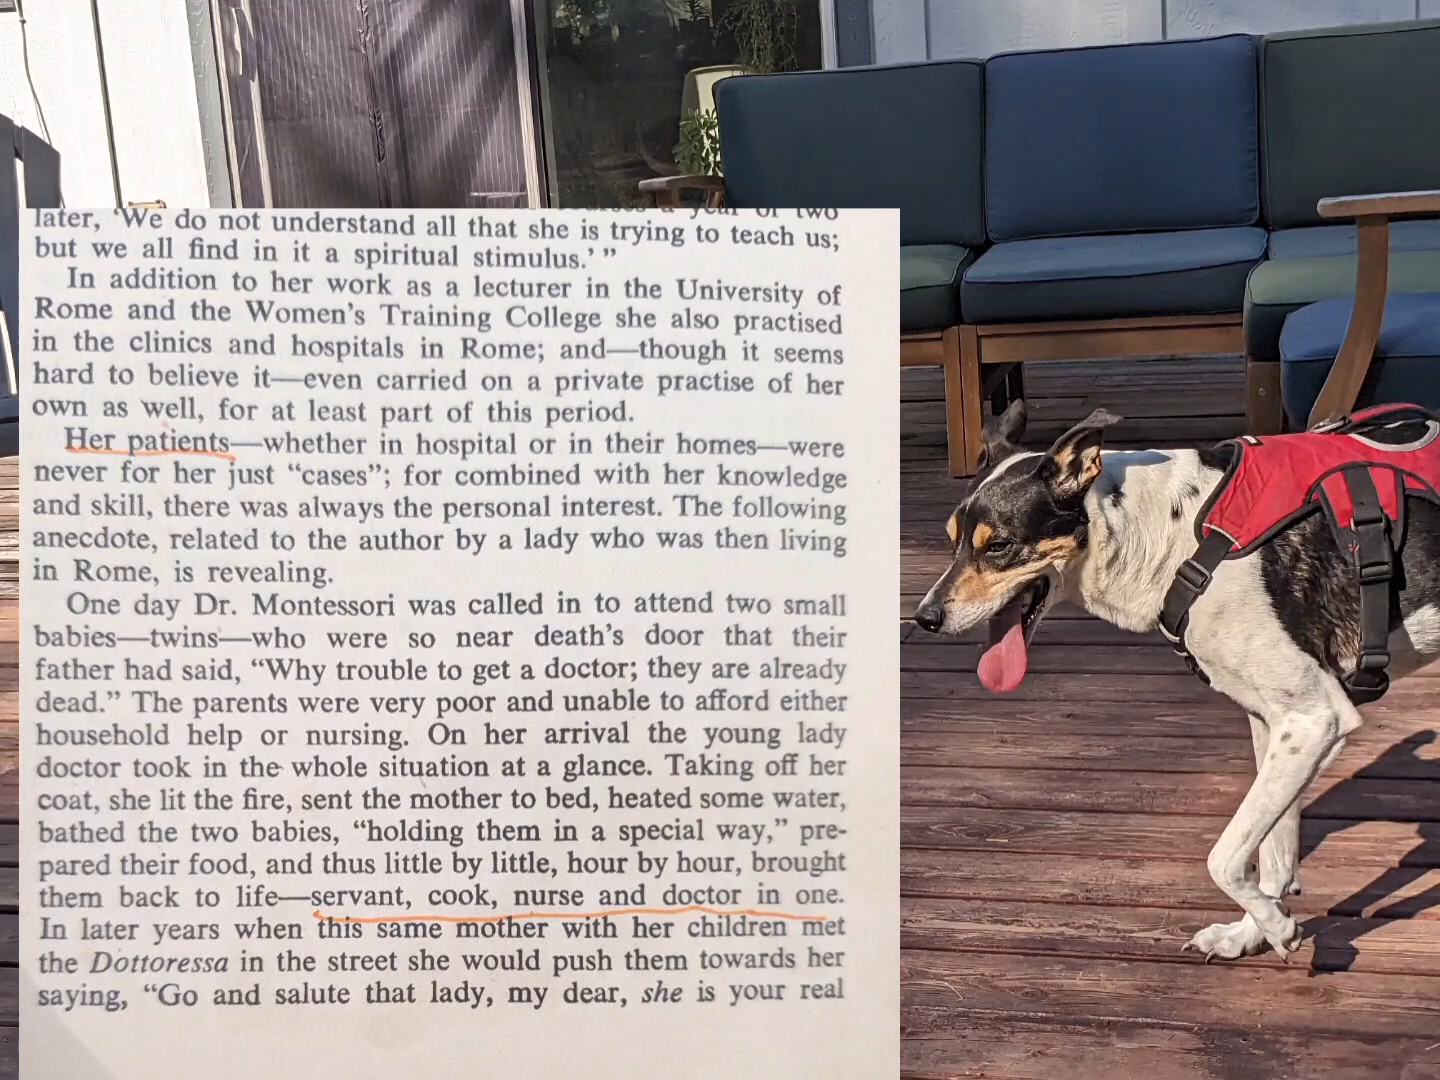 later, ‘We do not understand all that she is trying to teach us;
but we all find in it a spiritual stimulus.’ ”
In addition to her work as a lecturer in the University of
Rome and the Women’s Training College she also practised
in the clinics and hospitals in Rome; and—though it seems
hard to believe it—even carried on a private practise of her
own as well, for at least part of this period.
Her patients—whether in hospital or in their homes—were
never for her just “cases”; for combined with her knowledge
and skill, there was always the personal interest. The following
anecdote, related to the author by a lady who was then living
in Rome, is revealing.
One day Dr. Montessori was called in to attend two small
babies—twins—who were so near death’s door that their
father had said, “Why trouble to get a doctor; they are already
dead.” The parents were very poor and unable to afford either
household help or nursing. On her arrival the young lady
doctor took in the whole situation at a glance. Taking off her
coat, she lit the fire, sent the mother to bed, heated some water,
bathed the two babies, “holding them in a special way,” pre-
pared their food, and thus little by little, hour by hour, brought
them back to life—servant, cook, nurse and doctor in one.
In later years when this same mother with her children met
the Dottoressa in the street she would push them towards her
saying, “Go and salute that lady, my dear, she is your real